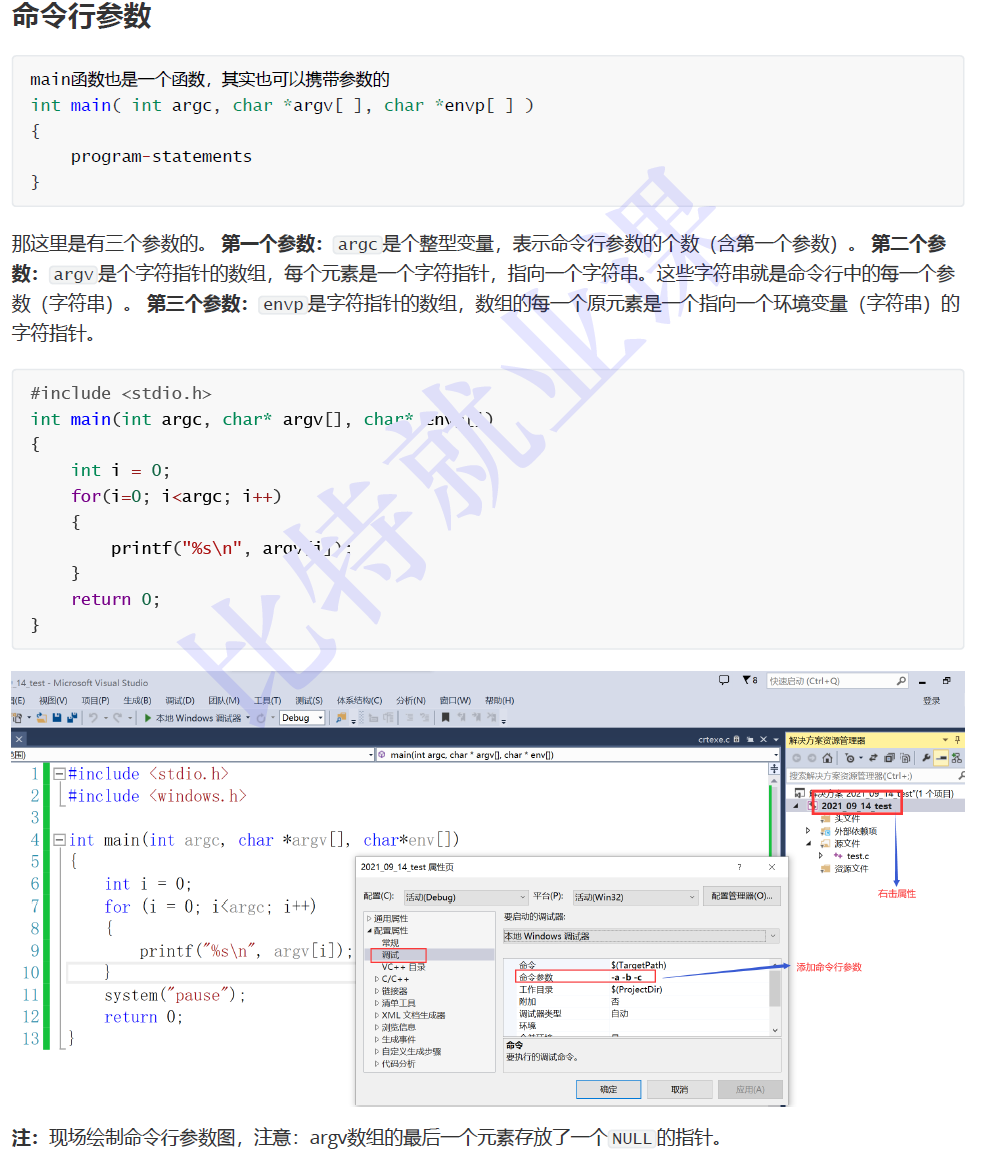 命令行参数
main函数也是一个函数，其实也可以携带参数的
int main( int argc, char *argv[ ], char *envp[ ] )
{
program-statements
}
那这里是有三个参数的。 第一个参数： argc 是个整型变量，表示命令行参数的个数（含第一个参数）。 第二个参
数： argv 是个字符指针的数组，每个元素是一个字符指针，指向一个字符串。这些字符串就是命令行中的每一个参
数（字符串）。 第三个参数： envp 是字符指针的数组，数组的每一个原元素是一个指向一个环境变量（字符串）的
字符指针。
#include <stdio.h>
int main(int argc, char* argv[], char* envp[])
{
int i = 0;
for(i=0; i<argc; i++)
{
printf("%s\n", argv[i]);
}
return 0;
}
比特就业课
_14_test - Microsoft Visual Studio
快速启动 (Ctrl+Q)
(E) 视图(V) 项目(P) 生成(B) 调试(D) 团队(M) 工具(T) 测试(S) 体系结构(C) 分析(N) 窗口(W) 帮助(H)
登录
本地 Windows 调试器 Debug
crtexe.c
main(int argc, char * argv[], char * env[])
1 #include <stdio.h>
2 #include <windows.h>
3
4 int main(int argc, char *argv[], char*env[])
5 {
6 int i = 0;
7 for (i = 0; i<argc; i++)
8 {
9 printf("%s\n", argv[i]);
10 }
11 system("pause");
12 return 0;
13 }
解决方案资源管理器
搜索解决方案资源管理器(Ctrl+;)
解决方案"2021_09_14_test"(1 个项目)
2021_09_14_test
头文件
外部依赖项
源文件
test.c
资源文件
右击属性
2021_09_14_test 属性页
? ×
配置(C): 活动(Debug) 平台(P): 活动(Win32) 配置管理器(O)...
通用属性
配置属性
常规
调试
VC++ 目录
C/C++
链接器
清单工具
XML 文档生成器
浏览信息
生成事件
自定义生成步骤
代码分析
要启动的调试器:
本地 Windows 调试器
命令 $(TargetPath)
命令参数 -a -b -c
工作目录 $(ProjectDir)
附加 否
调试器类型 自动
环境
命令
要执行的调试命令。
添加命令行参数
确定 取消 应用(A)
注：现场绘制命令行参数图，注意：argv数组的最后一个元素存放了一个 NULL 的指针。